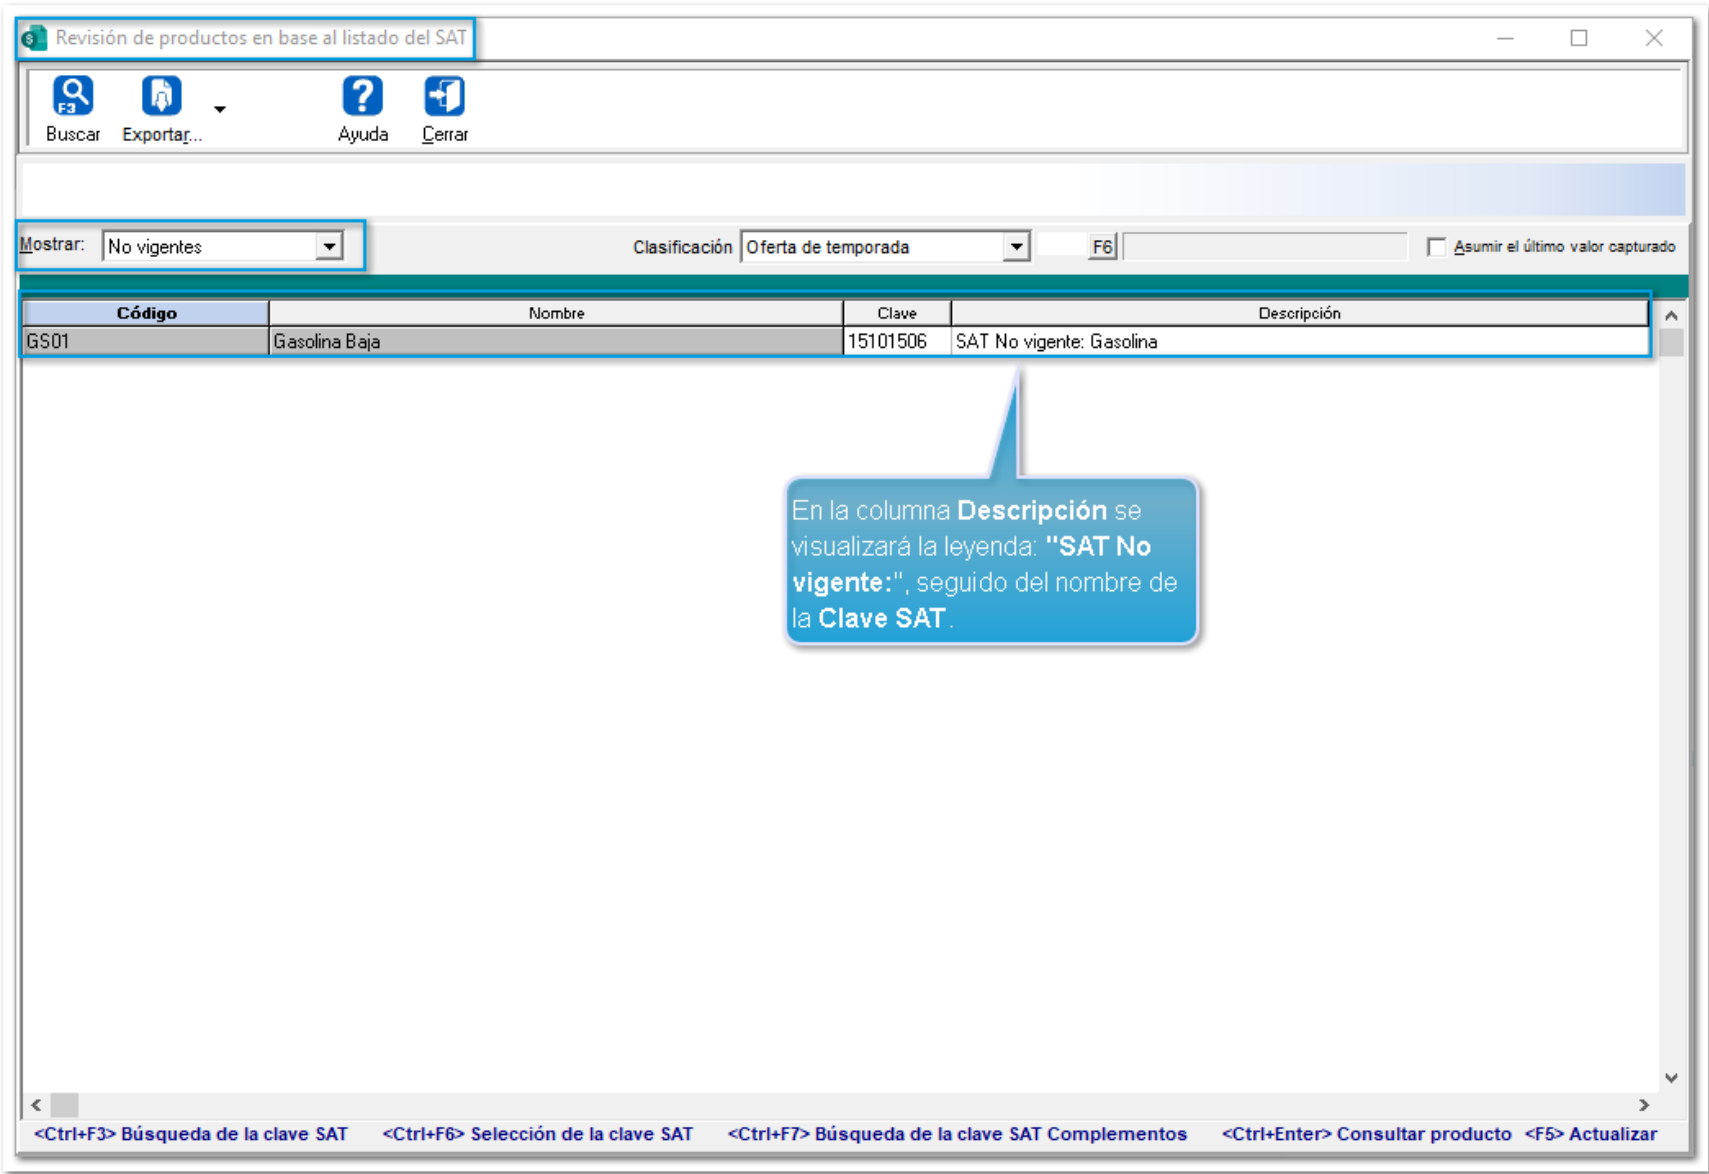 Revisión de productos en base al listado del SAT
F3
Buscar Exportar... Ayuda Cerrar
Mostrar: No vigentes Clasificación Oferta de temporada F6 Asumir el último valor capturado
Código Nombre Clave Descripción
GS01 Gasolina Baja 15101506 SAT No vigente: Gasolina
En la columna Descripción se
visualizará la leyenda: "SAT No
vigente:", seguido del nombre de
la Clave SAT.
<Ctrl+F3> Búsqueda de la clave SAT <Ctrl+F6> Selección de la clave SAT <Ctrl+F7> Búsqueda de la clave SAT Complementos <Ctrl+Enter> Consultar producto <F5> Actualizar